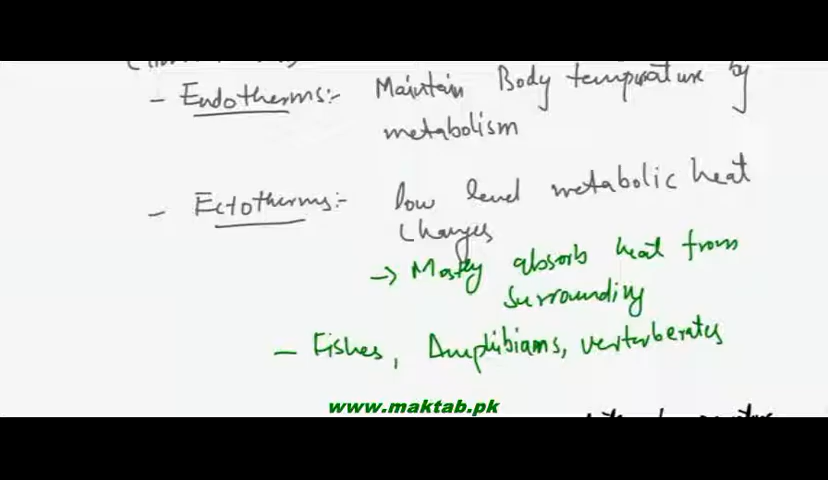 - Endotherms:- Maintain Body temperature by
metabolism
- Ectotherms:- low level metabolic heat
Changes
→ Mostly absorb heat from
surrounding
- Fishes, Amphibians, verterberates
www.maktab.pk